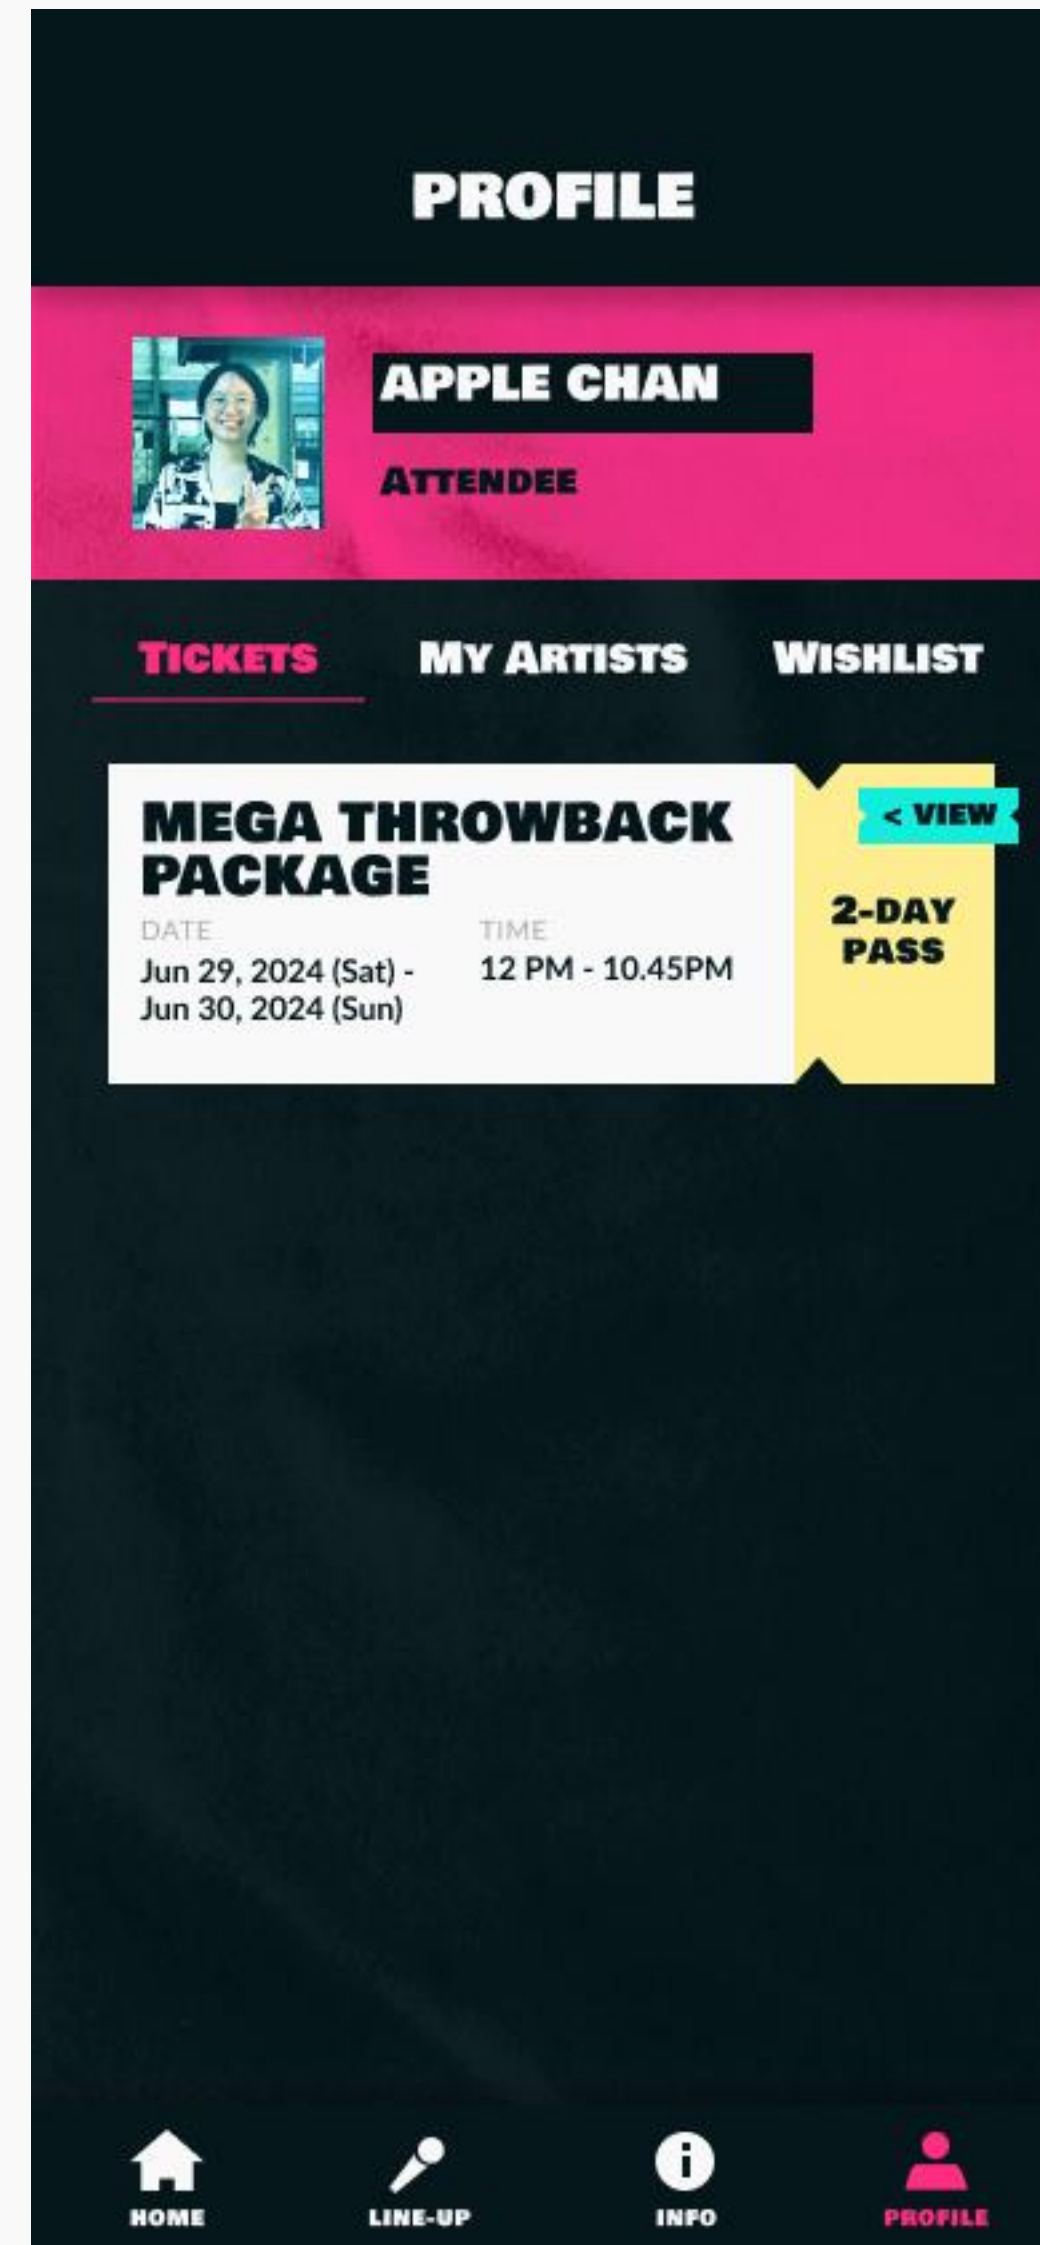 PROFILE
APPLE CHAN
ATTENDEE
TICKETS
MY ARTISTS
WISHLIST
MEGA THROWBACK
PACKAGE
DATE
Jun 29, 2024 (Sat) -
Jun 30, 2024 (Sun)
TIME
12 PM - 10.45PM
< VIEW
2-DAY
PASS
HOME
LINE-UP
INFO
PROFILE